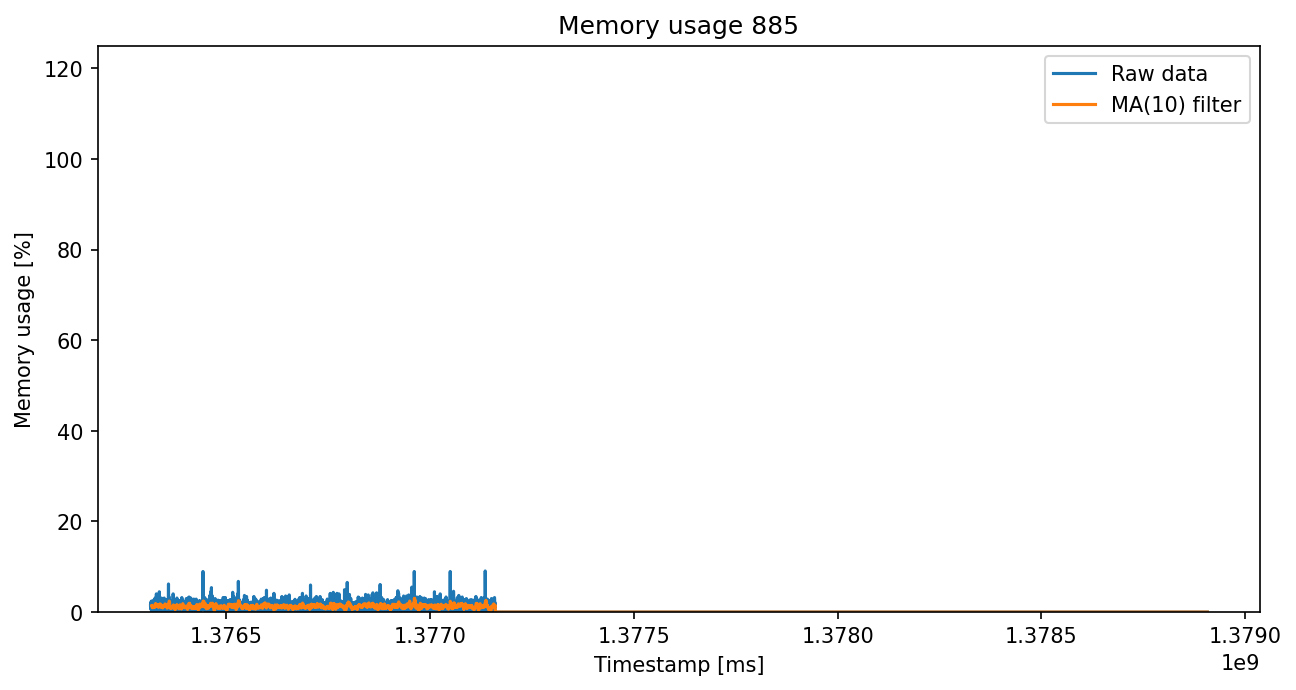 Memory usage 885
Raw data
MA(10) filter
Memory usage [%]
120
100
80
60
40
20
0
1.3765 1.3770 1.3775 1.3780 1.3785 1.3790
1e9
Timestamp [ms]